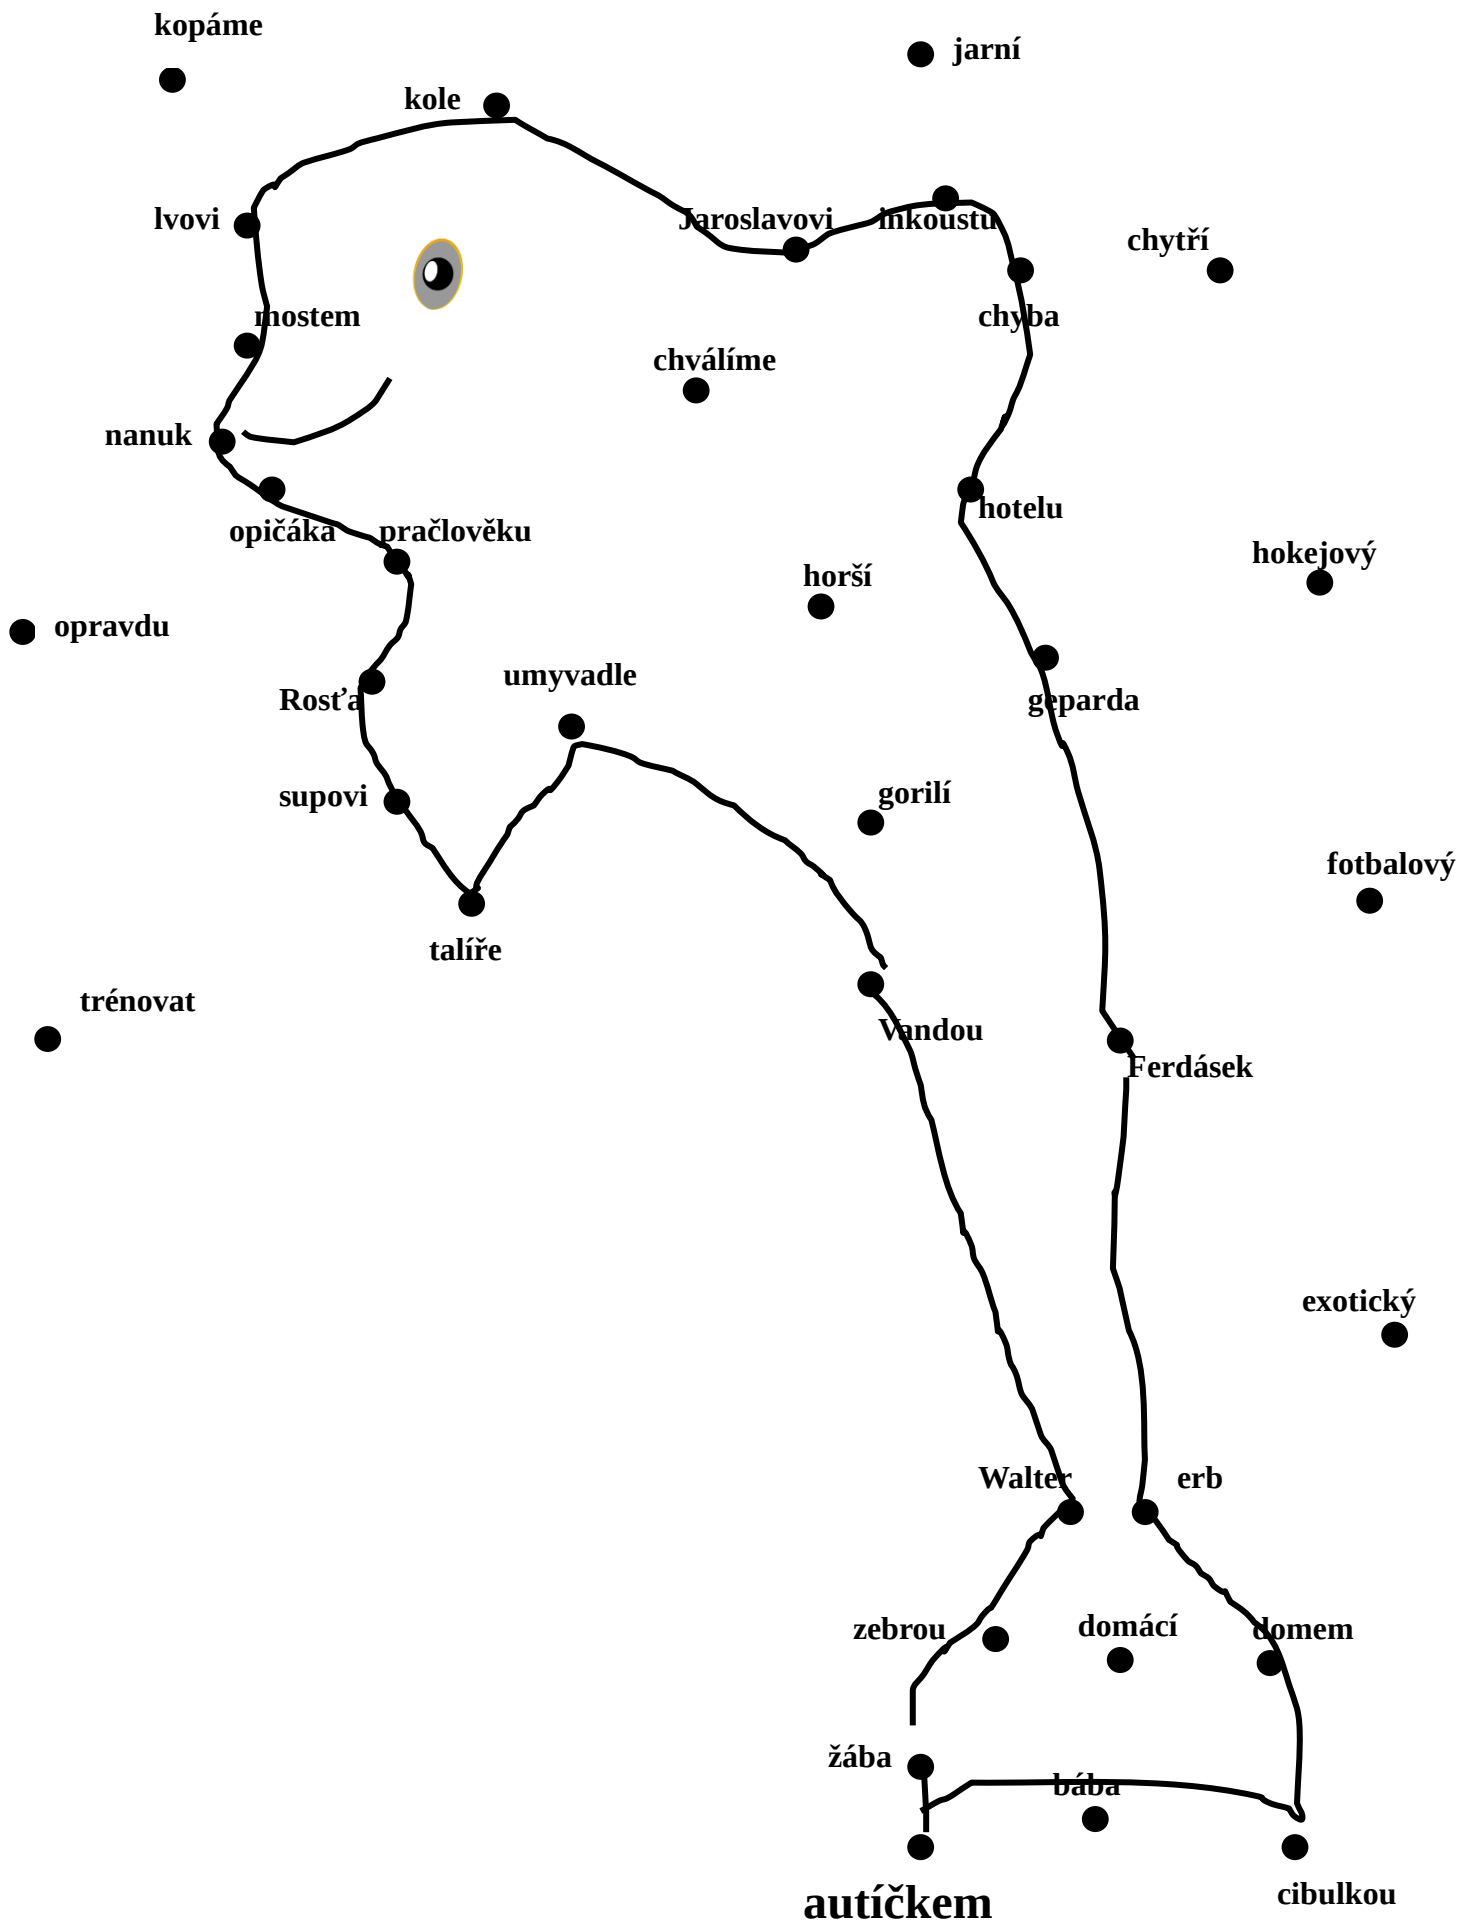 kopáme
jarní
kole
lvovi
Jaroslavovi
inkoustu
chytří
mostem
chyba
chválíme
nanuk
hotelu
opičáka
pračlověku
hokejový
horší
opravdu
umyvadle
Rosťa
geparda
supovi
gorilí
fotbalový
talíře
trénovat
Vandou
Ferdásek
exotický
Walter
erb
zebrou
domácí
domem
žába
bába
autíčkem
cibulkou